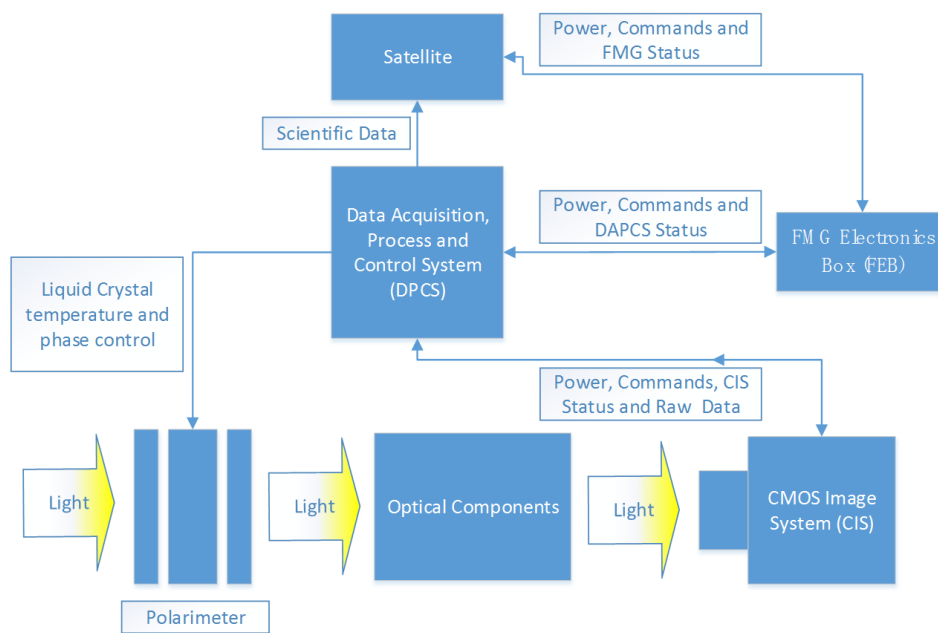 Power, Commands and
FMG Status
Satellite
Scientific Data
Data Acquisition,
Process and
Control System
(DPCS)
Power, Commands and
DAPCS Status
FMG Electronics
Box (FEB)
Liquid Crystal
temperature and
phase control
Power, Commands, CIS
Status and Raw Data
Light
Light
Optical Components
Light
CMOS Image
System (CIS)
Polarimeter